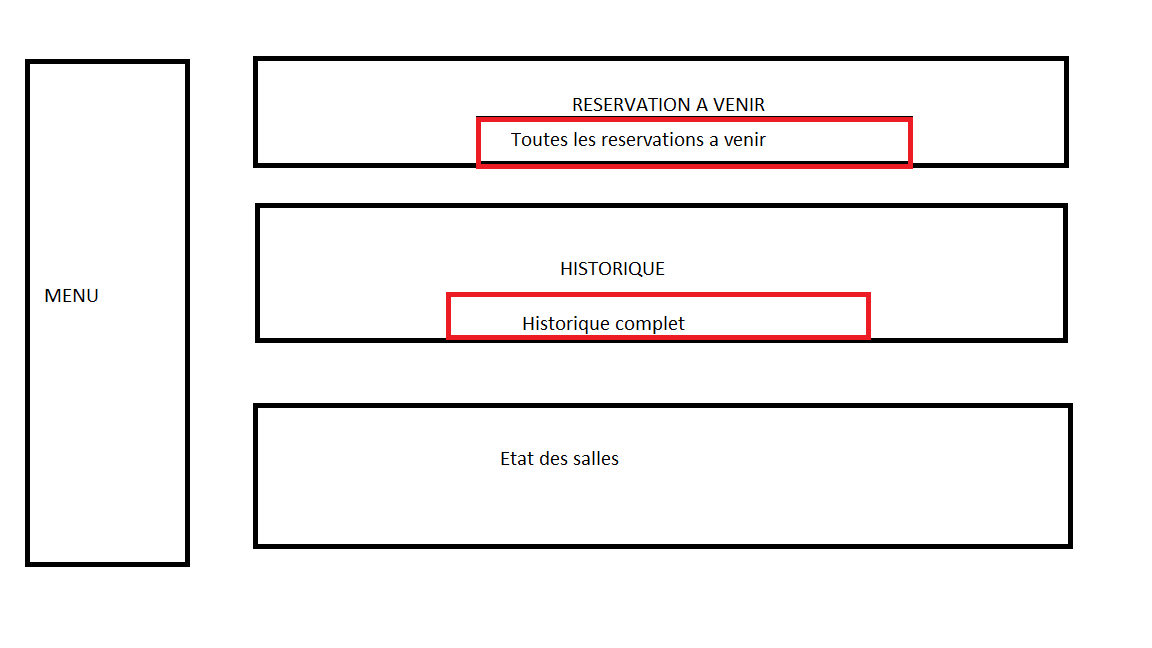 RESERVATION A VENIR
Toutes les reservations a venir
HISTORIQUE
MENU
Historique complet
Etat des salles